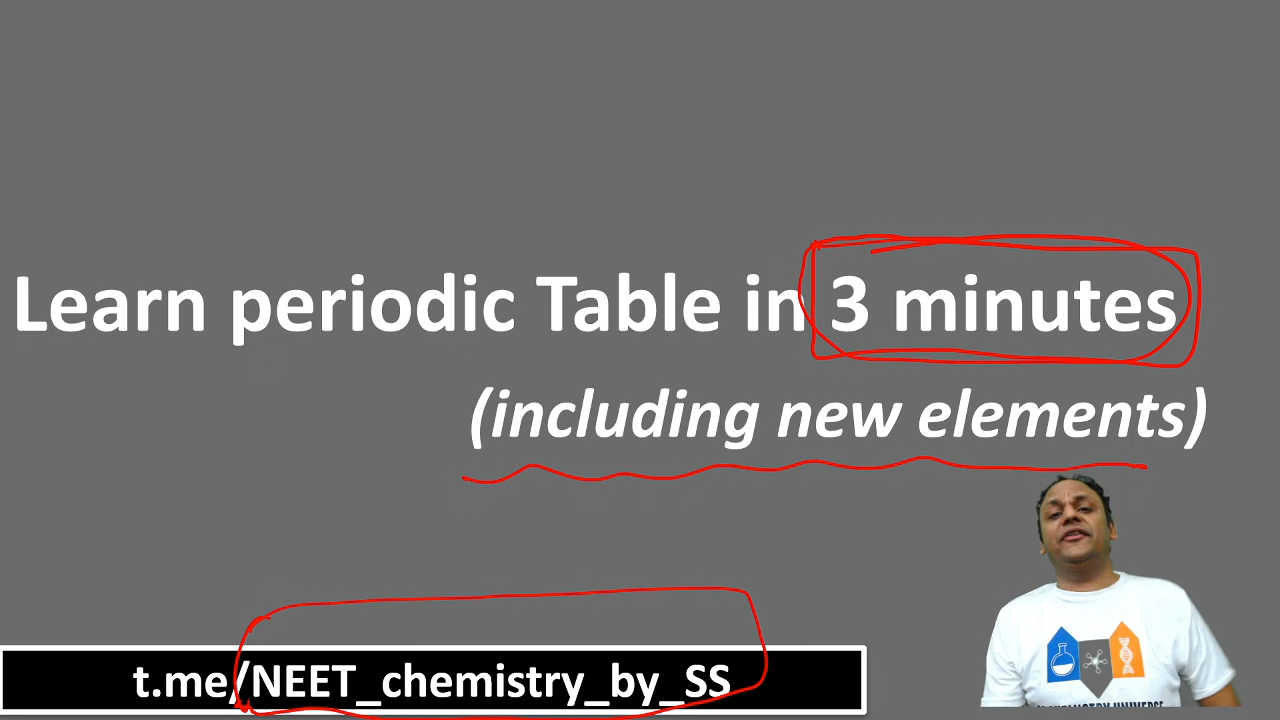 Learn periodic Table in 3 minutes
(including new elements)
t.me/NEET_chemistry_by_SS